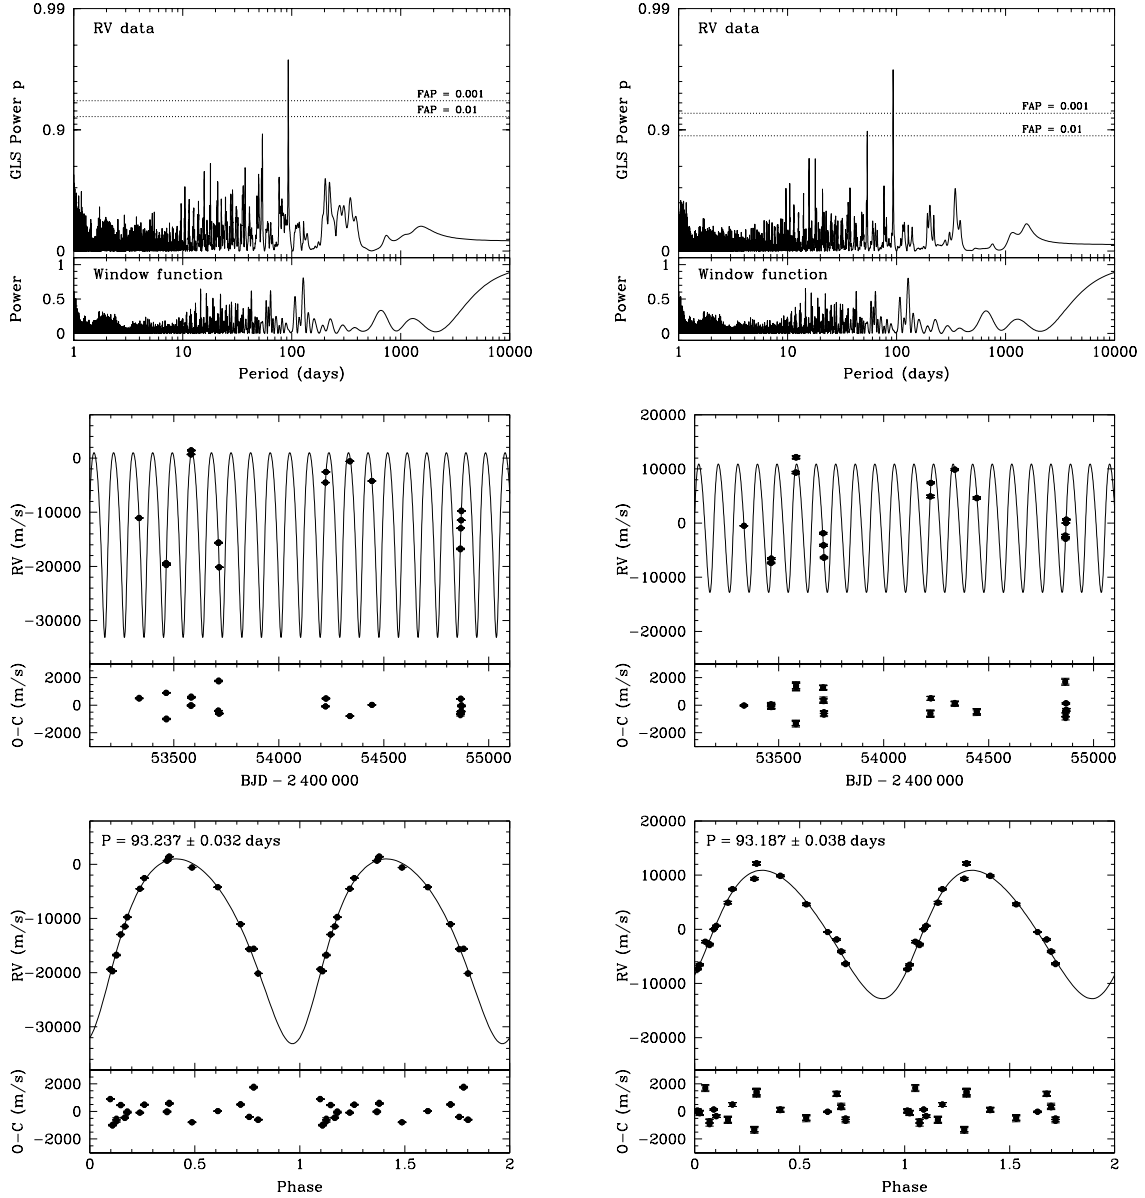 0.99
RV data
FAP = 0.001
FAP = 0.01
0.9
0
GLS Power p
1
Window function
0.5
0
Power
1 10 100 1000 10000
Period (days)
0.99
RV data
FAP = 0.001
FAP = 0.01
0.9
0
GLS Power p
1
Window function
0.5
0
Power
1 10 100 1000 10000
Period (days)
0
−10000
−20000
−30000
RV (m/s)
2000
0
−2000
O−C (m/s)
53500 54000 54500 55000
BJD − 2 400 000
20000
10000
0
−10000
−20000
RV (m/s)
2000
0
−2000
O−C (m/s)
53500 54000 54500 55000
BJD − 2 400 000
P = 93.237 ± 0.032 days
0
−10000
−20000
−30000
RV (m/s)
2000
0
−2000
O−C (m/s)
0 0.5 1 1.5 2
Phase
20000
P = 93.187 ± 0.038 days
10000
0
−10000
−20000
RV (m/s)
2000
0
−2000
O−C (m/s)
0 0.5 1 1.5 2
Phase